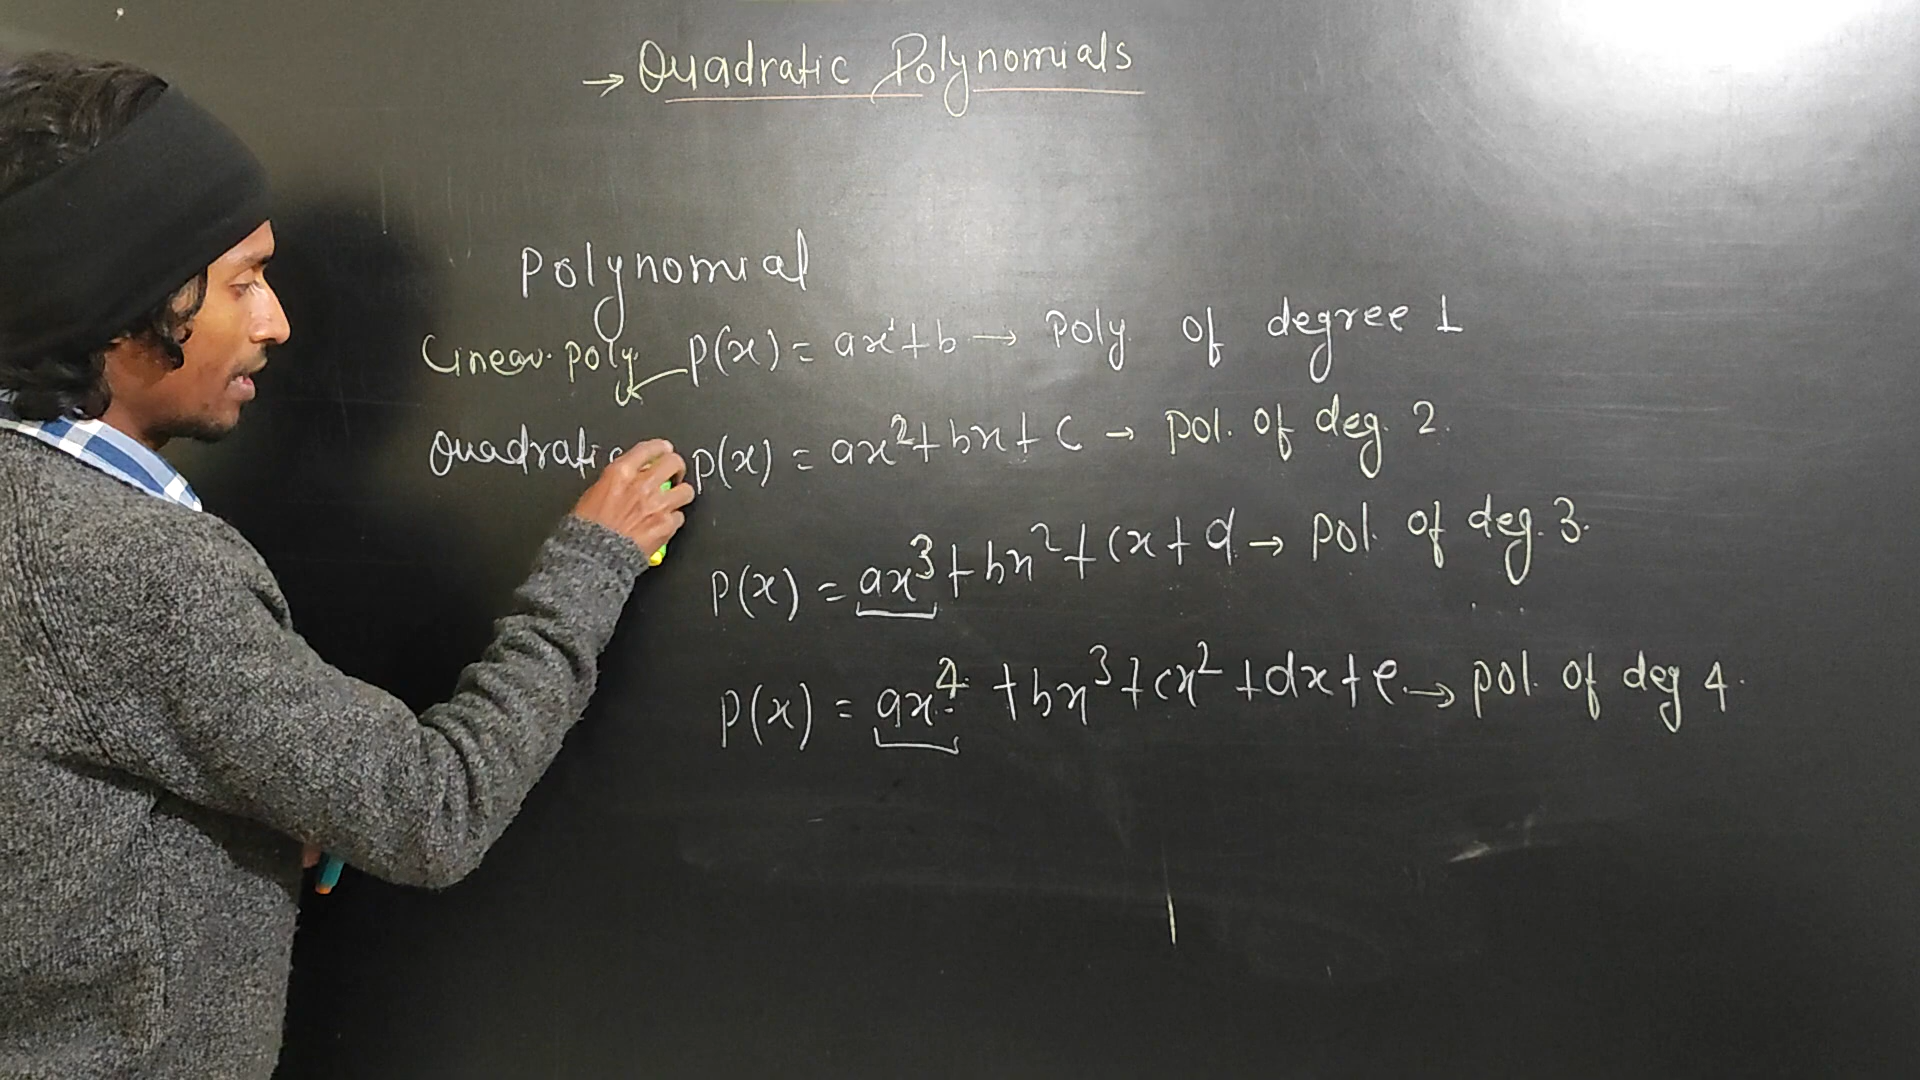 → Quadratic Polynomials
Polynomial
Linear poly p(x) = ax¹+b → Poly of degree 1
Quadratic p(x) = ax²+bx+c → pol. of deg. 2.
P(x) = ax³+bx²+cx+d → pol. of deg. 3.
P(x) = ax⁴ +bx³+cx²+dx+e → pol. of deg 4.